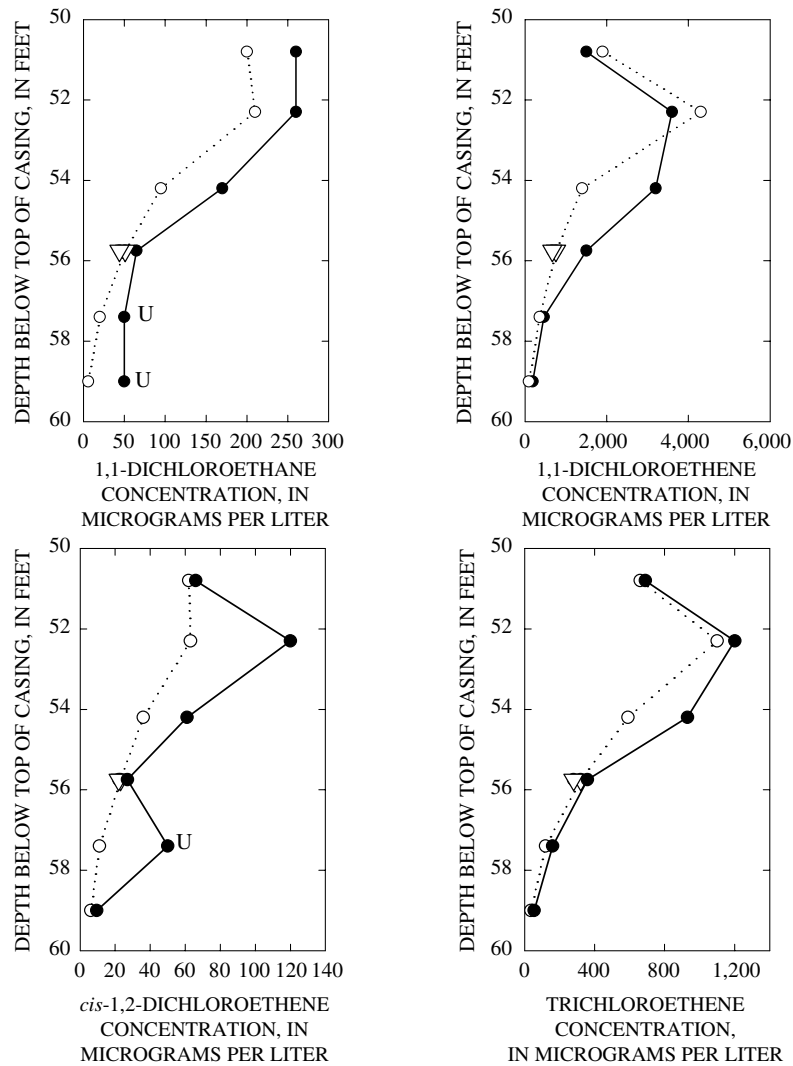 DEPTH BELOW TOP OF CASING, IN FEET
50
52
54
56
58
60
U
U
0 50 100 150 200 250 300
1,1-DICHLOROETHANE
CONCENTRATION, IN
MICROGRAMS PER LITER
DEPTH BELOW TOP OF CASING, IN FEET
50
52
54
56
58
60
0 2,000 4,000 6,000
1,1-DICHLOROETHENE
CONCENTRATION, IN
MICROGRAMS PER LITER
DEPTH BELOW TOP OF CASING, IN FEET
50
52
54
56
58
60
U
0 20 40 60 80 100 120 140
cis-1,2-DICHLOROETHENE
CONCENTRATION, IN
MICROGRAMS PER LITER
DEPTH BELOW TOP OF CASING, IN FEET
50
52
54
56
58
60
0 400 800 1,200
TRICHLOROETHENE
CONCENTRATION,
IN MICROGRAMS PER LITER